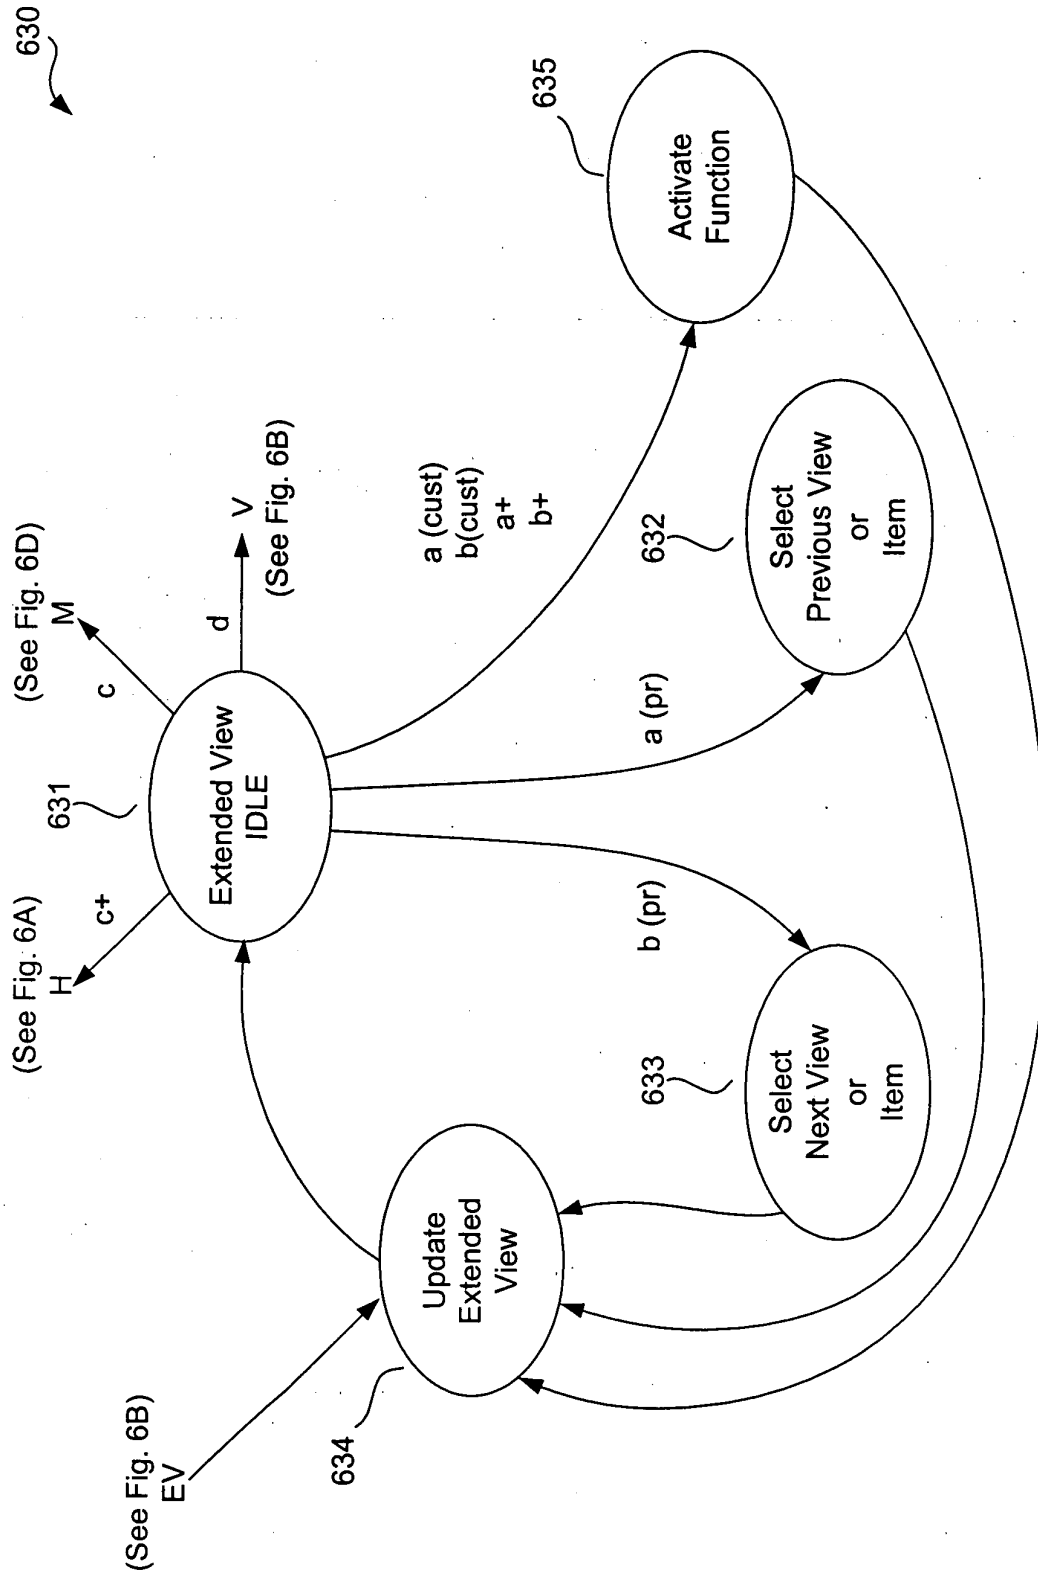 630
(See Fig. 6A)
H
c+
(See Fig. 6D)
M
c
631
Extended View
IDLE
d
V
(See Fig. 6B)
(See Fig. 6B)
EV
634
Update
Extended
View
b (pr)
a (pr)
a (cust)
b(cust)
a+
b+
633
Select
Next View
or
Item
632
Select
Previous View
or
Item
635
Activate
Function